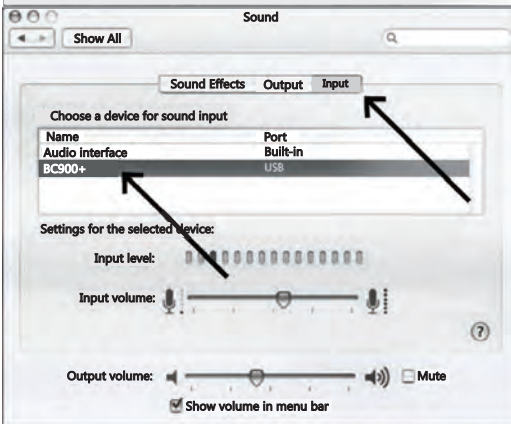 Sound
Show All
Sound Effects Output Input
Choose a device for sound input
Name Port
Audio interface Built-in
BC900+ USB
Settings for the selected device:
Input level:
Input volume:
?
Output volume: Mute
Show volume in menu bar